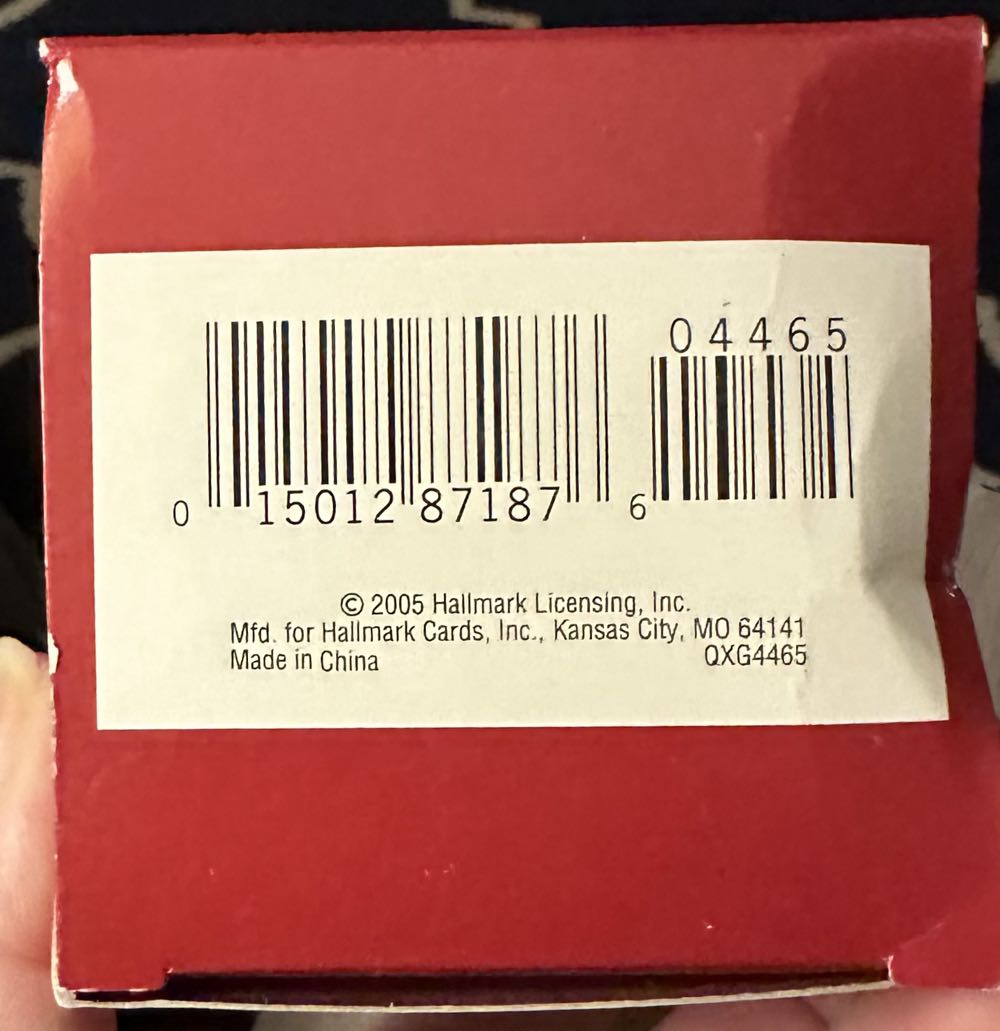 04465
0 15012 87187 6
© 2005 Hallmark Licensing, Inc.
Mfd. for Hallmark Cards, Inc., Kansas City, MO 64141
Made in China QXG4465